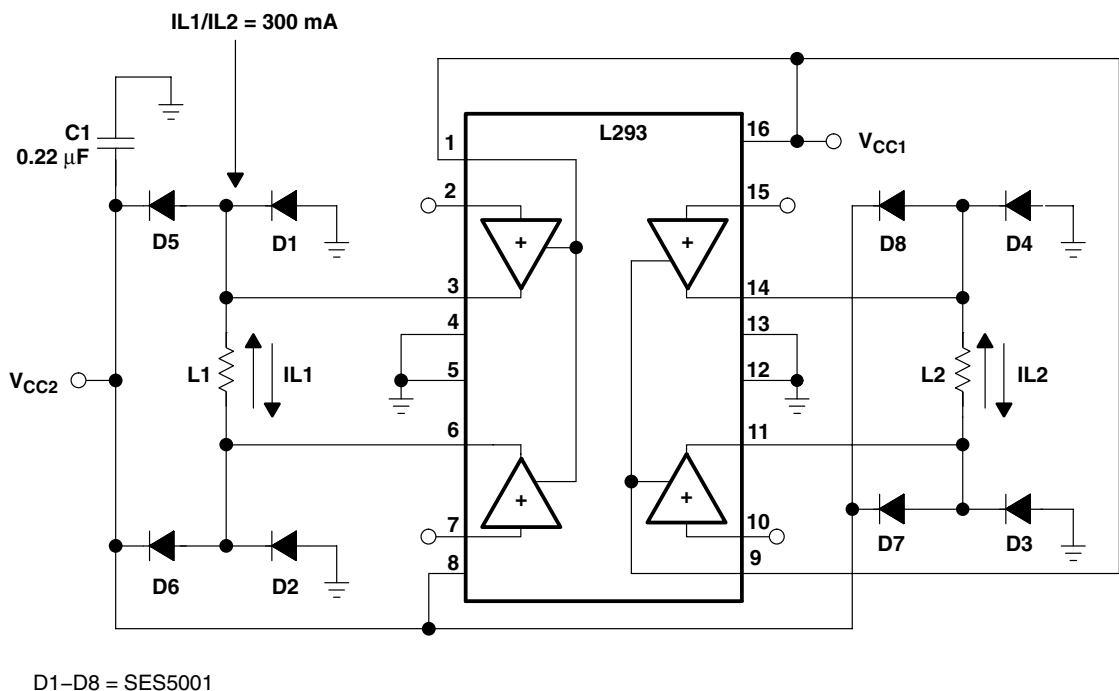 IL1/IL2 = 300 mA
C1
0.22 μF
L293
1
16
VCC1
2
15
D5
D1
D8
D4
3
14
4
13
VCC2
L1
IL1
5
12
L2
IL2
6
11
7
10
D6
D2
8
9
D7
D3
D1–D8 = SES5001
+
+
+
+